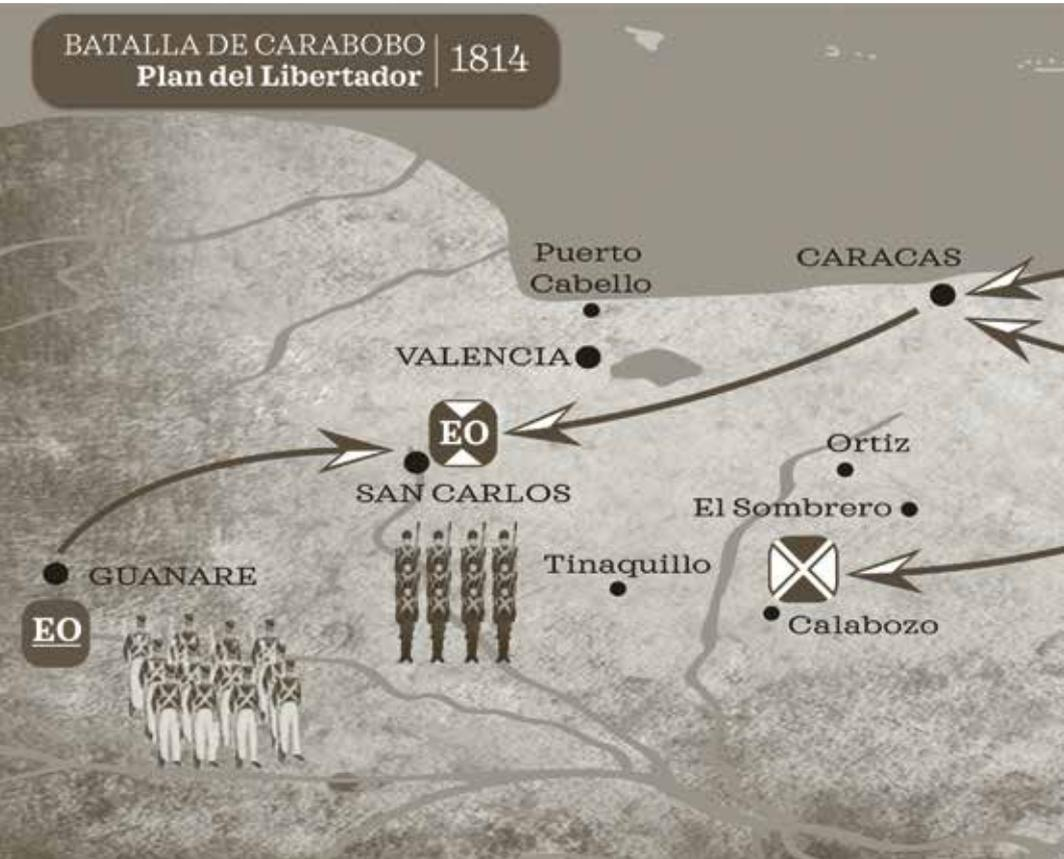 BATALLA DE CARABOBO
Plan del Libertador
1814
Puerto
Cabello
CARACAS
VALENCIA
EO
SAN CARLOS
Ortiz
El Sombrero
Tinaquillo
GUANARE
EO
Calabozo